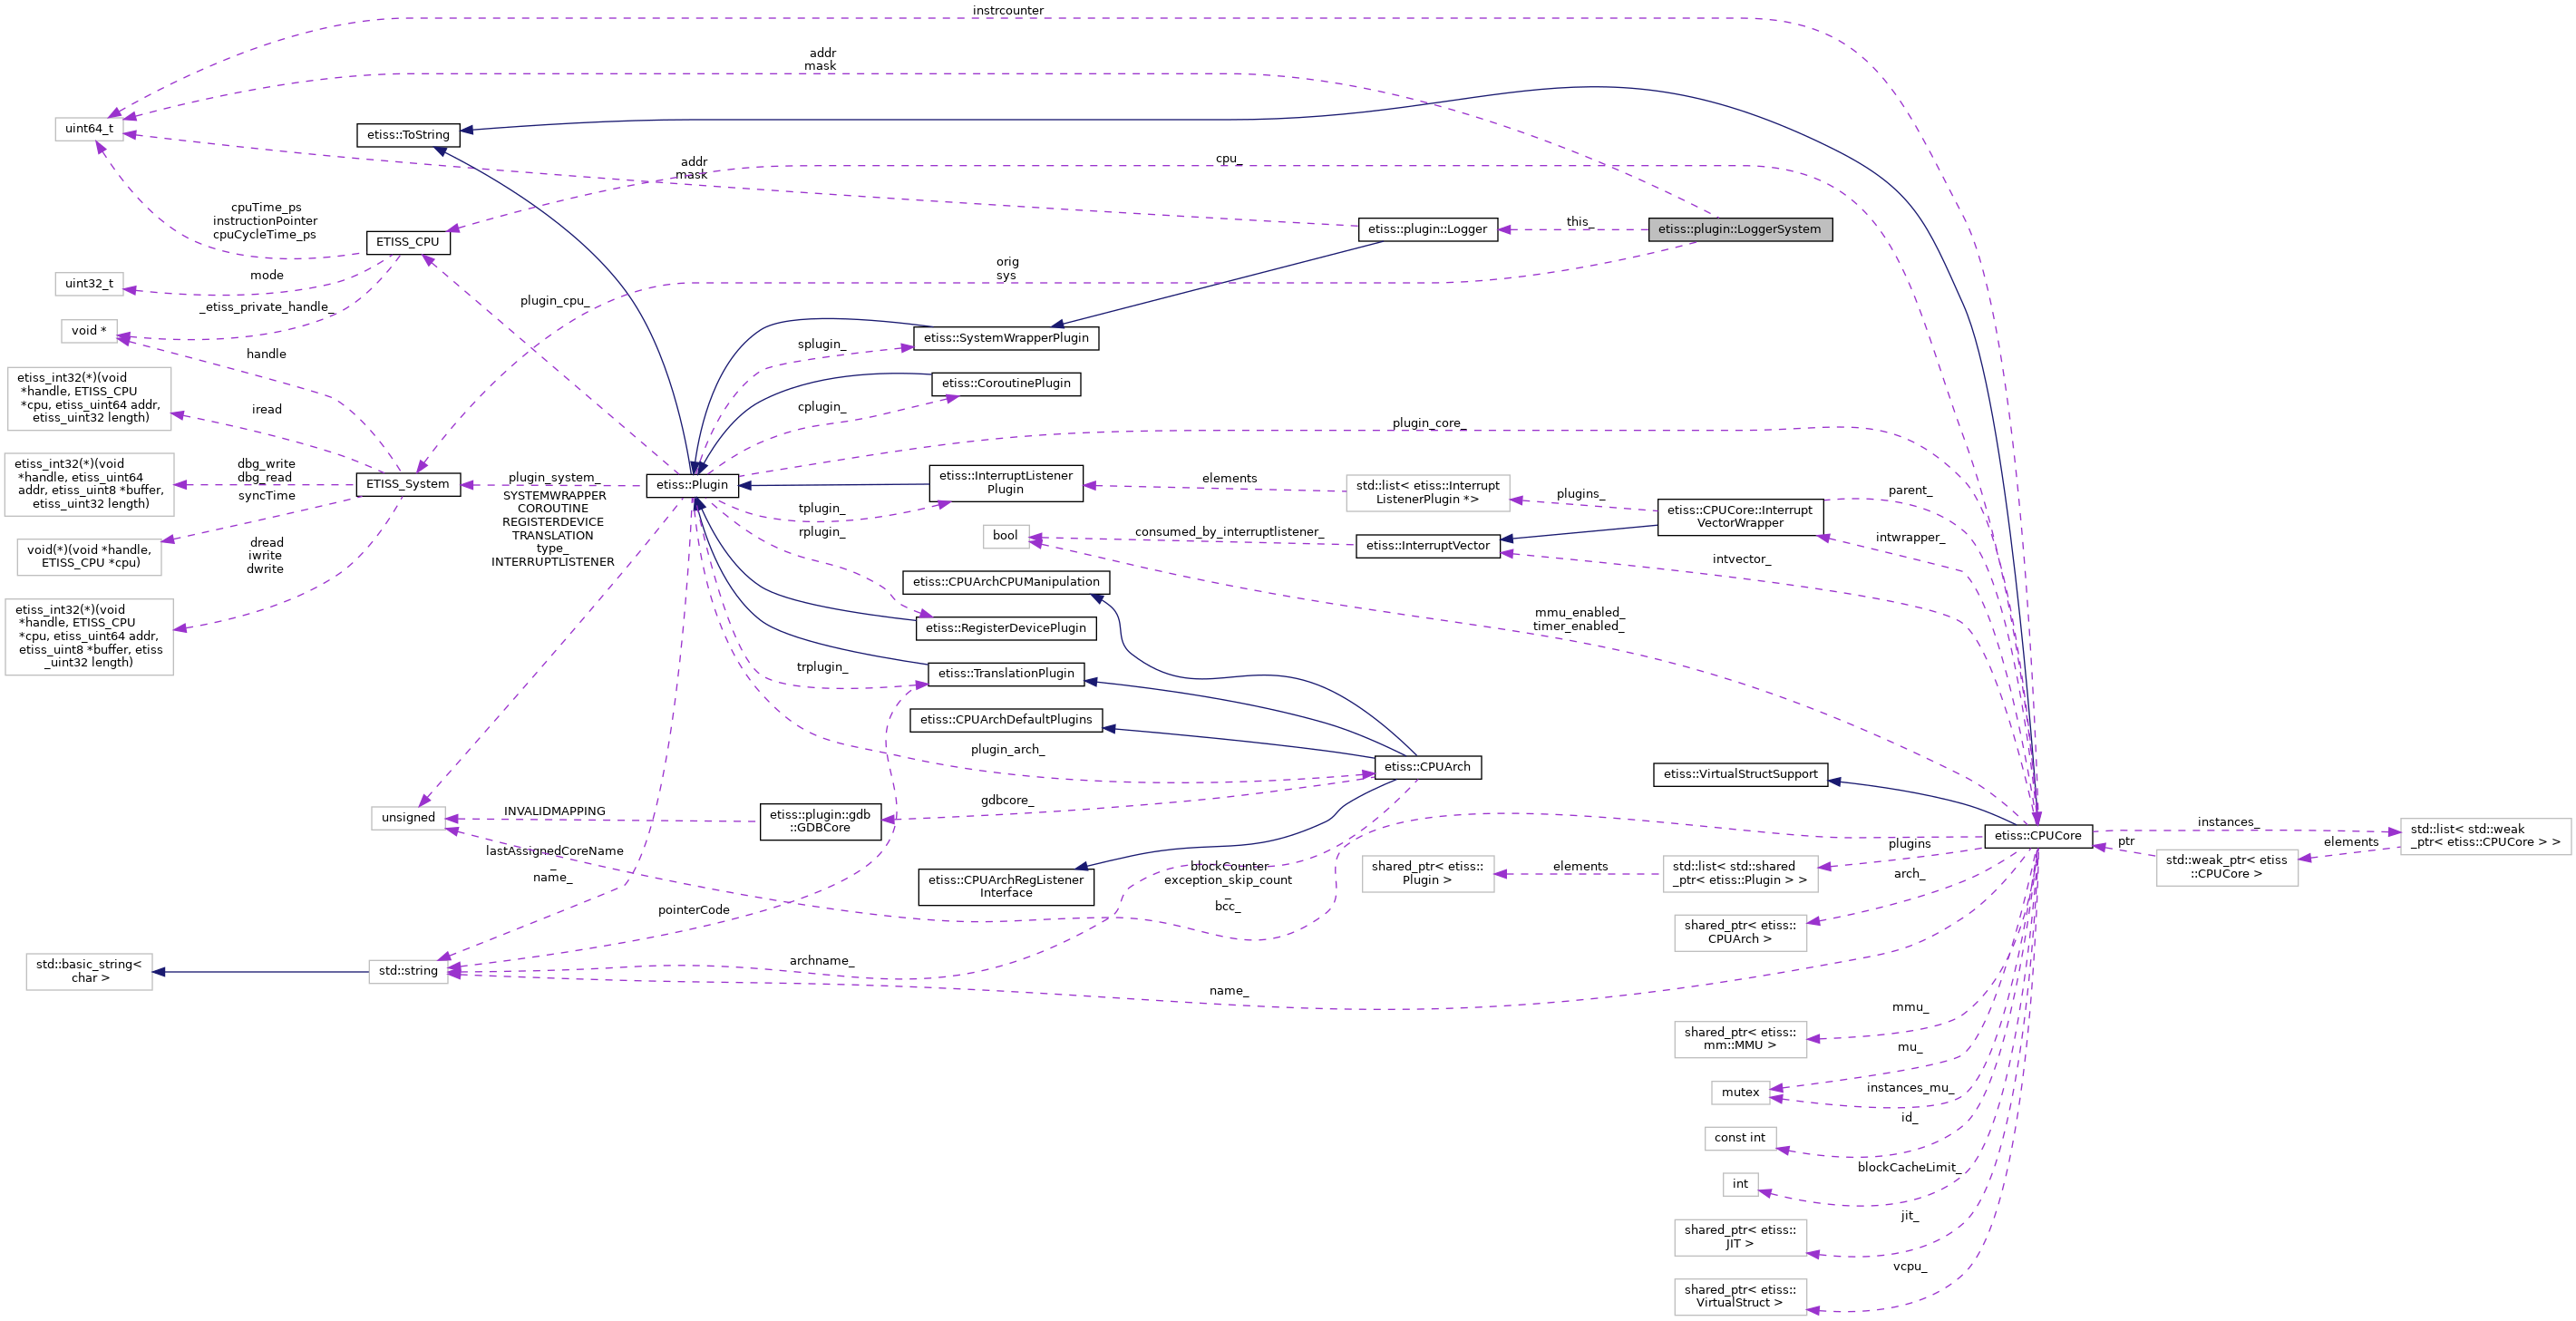 instrcounter
addr
mask
uint64_t
etiss::ToString
cpu_
addr
mask
cpuTime_ps
instructionPointer
cpuCycleTime_ps
ETISS_CPU
etiss::plugin::Logger
this_
etiss::plugin::LoggerSystem
orig
sys
mode
uint32_t
plugin_cpu_
_etiss_private_handle_
void *
handle
splugin_
etiss::SystemWrapperPlugin
etiss_int32(*)(void
*handle, ETISS_CPU
*cpu, etiss_uint64 addr,
etiss_uint32 length)
iread
cplugin_
etiss::CoroutinePlugin
plugin_core_
etiss_int32(*)(void
*handle, etiss_uint64
addr, etiss_uint8 *buffer,
etiss_uint32 length)
dbg_write
dbg_read
syncTime
ETISS_System
plugin_system_
SYSTEMWRAPPER
COROUTINE
REGISTERDEVICE
TRANSLATION
type_
INTERRUPTLISTENER
etiss::Plugin
tplugin_
rplugin_
etiss::InterruptListener
Plugin
elements
std::list< etiss::Interrupt
ListenerPlugin *>
plugins_
etiss::CPUCore::Interrupt
VectorWrapper
parent_
intwrapper_
bool
consumed_by_interruptlistener_
etiss::InterruptVector
intvector_
void(*)(void *handle,
ETISS_CPU *cpu)
dread
iwrite
dwrite
etiss::CPUArchCPUManipulation
mmu_enabled_
timer_enabled_
etiss_int32(*)(void
*handle, ETISS_CPU
*cpu, etiss_uint64 addr,
etiss_uint8 *buffer, etiss
_uint32 length)
etiss::RegisterDevicePlugin
trplugin_
etiss::TranslationPlugin
etiss::CPUArchDefaultPlugins
plugin_arch_
etiss::CPUArch
etiss::VirtualStructSupport
gdbcore_
unsigned
INVALIDMAPPING
etiss::plugin::gdb
::GDBCore
etiss::CPUCore
instances_
std::list< std::weak
_ptr< etiss::CPUCore > >
ptr
elements
std::weak_ptr< etiss
::CPUCore >
lastAssignedCoreName
_
name_
blockCounter
exception_skip_count
_
bcc_
etiss::CPUArchRegListener
Interface
shared_ptr< etiss::
Plugin >
elements
std::list< std::shared
_ptr< etiss::Plugin > >
plugins
arch_
pointerCode
shared_ptr< etiss::
CPUArch >
std::basic_string<
char >
std::string
archname_
name_
mmu_
shared_ptr< etiss::
mm::MMU >
mu_
mutex
instances_mu_
id_
const int
blockCacheLimit_
int
jit_
shared_ptr< etiss::
JIT >
vcpu_
shared_ptr< etiss::
VirtualStruct >